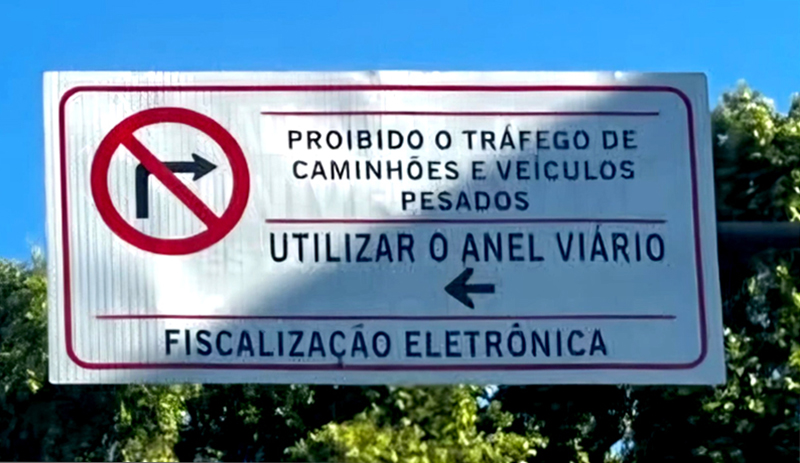 PROIBIDO O TRÁFEGO DE
CAMINHÕES E VEÍCULOS
PESADOS
UTILIZAR O ANEL VIÁRIO
FISCALIZAÇÃO ELETRÔNICA